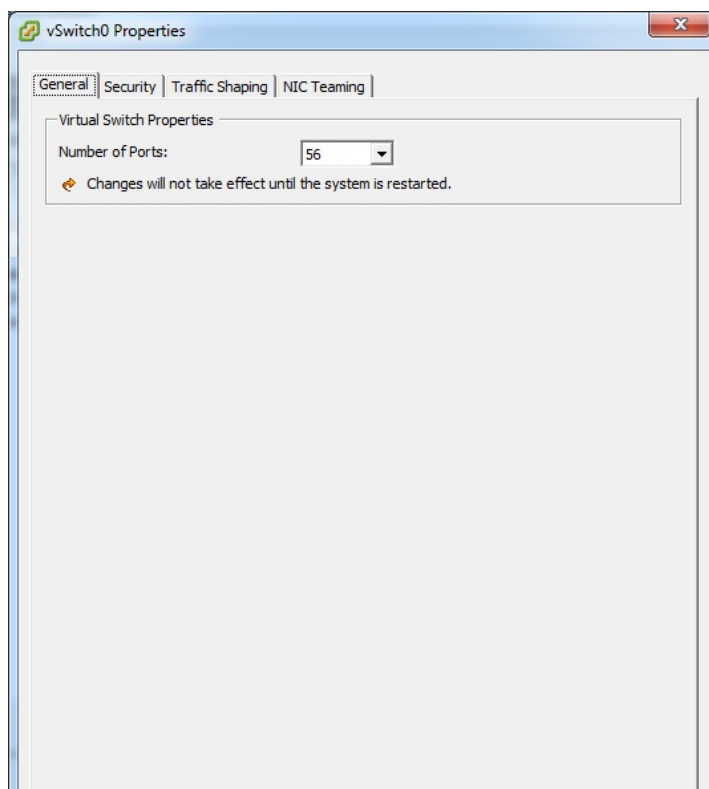 vSwitch0 Properties
General Security Traffic Shaping NIC Teaming
Virtual Switch Properties
Number of Ports: 56
Changes will not take effect until the system is restarted.